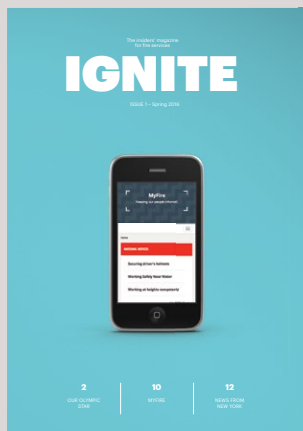 The insiders' magazine
for fire services
IGNITE
ISSUE 1 – Spring 2016
MyFire
Keeping our people informed
Home
NATIONAL NOTICES
Securing driver's helmets
Working Safely Near Water
Working at heights competently
2
OUR OLYMPIC
STAR
10
MYFIRE
12
NEWS FROM
NEW YORK